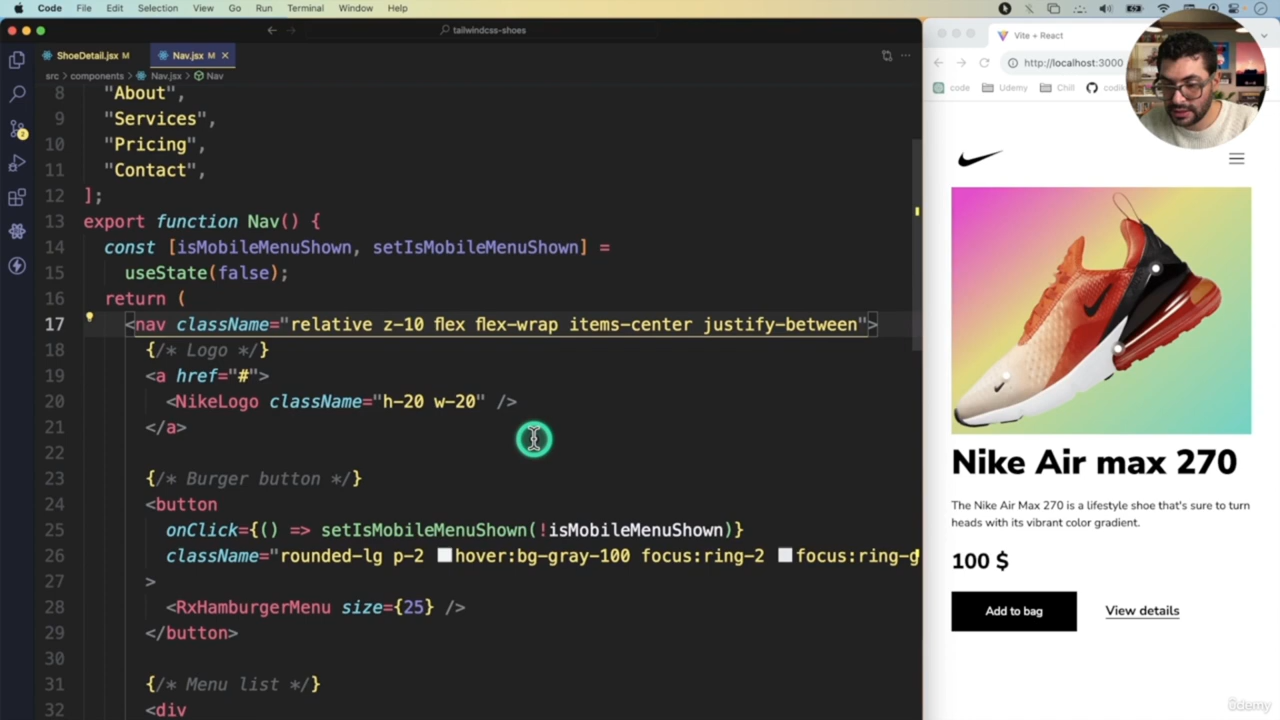 Code File Edit Selection View Go Run Terminal Window Help
tailwindcss-shoes
ShoeDetail.jsx M
Nav.jsx M
src > components > Nav.jsx > Nav
8 "About",
9 "Services",
10 "Pricing",
11 "Contact",
12 ];
13 export function Nav() {
14 const [isMobileMenuShown, setIsMobileMenuShown] =
15 useState(false);
16 return (
17 <nav className="relative z-10 flex flex-wrap items-center justify-between">
18 {/* Logo */}
19 <a href="#">
20 <NikeLogo className="h-20 w-20" />
21 </a>
22
23 {/* Burger button */}
24 <button
25 onClick={() => setIsMobileMenuShown(!isMobileMenuShown)}
26 className="rounded-lg p-2 hover:bg-gray-100 focus:ring-2 focus:ring-g
27 >
28 <RxHamburgerMenu size={25} />
29 </button>
30
31 {/* Menu list */}
32 <div
Vite + React
http://localhost:3000
code Udemy Chill
Nike Air max 270
The Nike Air Max 270 is a lifestyle shoe that's sure to turn
heads with its vibrant color gradient.
100 $
Add to bag
View details
ûdemy